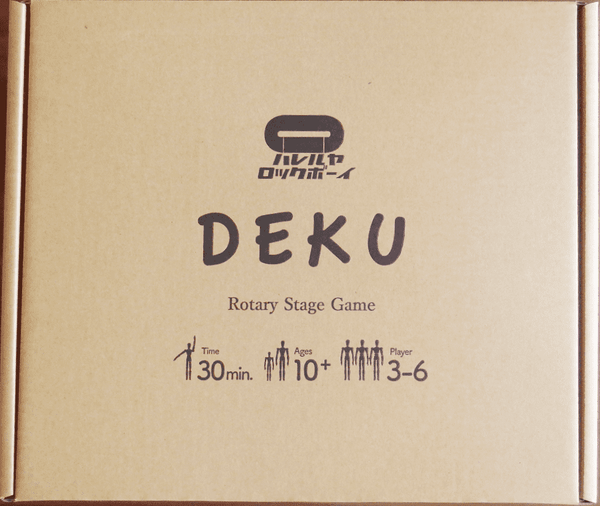 ハレルヤ
ロックボーイ
DEKU
Rotary Stage Game
Time
30min.
Ages
10+
Player
3-6